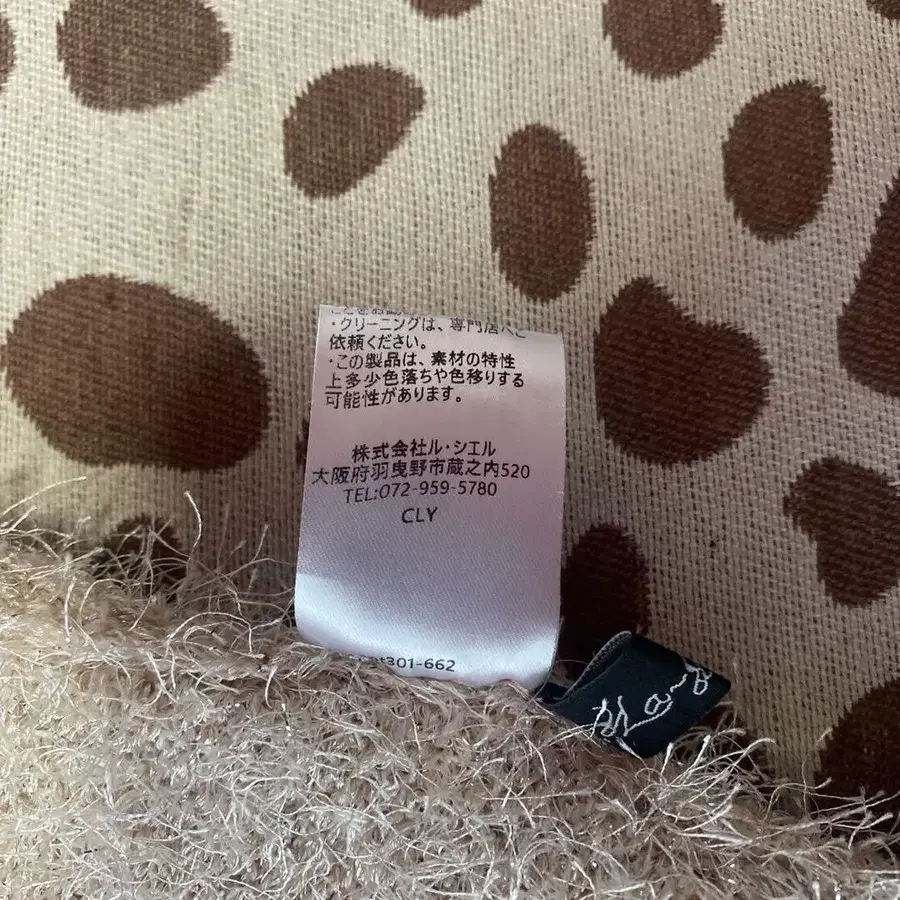 ・クリーニングは、専門店へご
依頼ください。
・この製品は、素材の特性
上多少色落ちや色移りする
可能性があります。
株式会社ル・シエル
大阪府羽曳野市蔵之内520
TEL:072-959-5780
CLY
t301-662